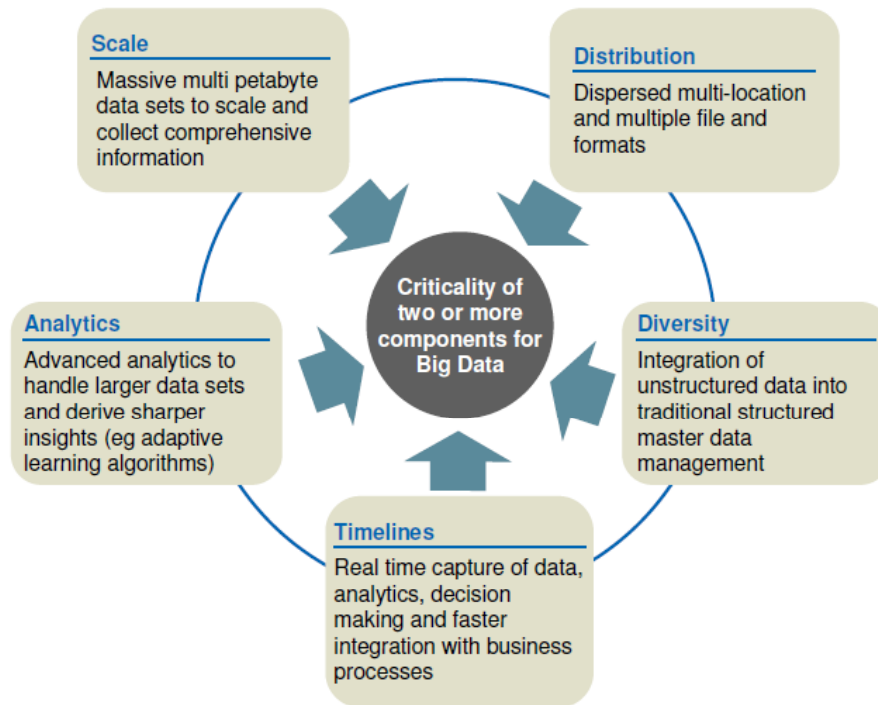 Scale
Massive multi petabyte
data sets to scale and
collect comprehensive
information
Distribution
Dispersed multi-location
and multiple file and
formats
Criticality of
two or more
components for
Big Data
Analytics
Advanced analytics to
handle larger data sets
and derive sharper
insights (eg adaptive
learning algorithms)
Diversity
Integration of
unstructured data into
traditional structured
master data
management
Timelines
Real time capture of data,
analytics, decision
making and faster
integration with business
processes